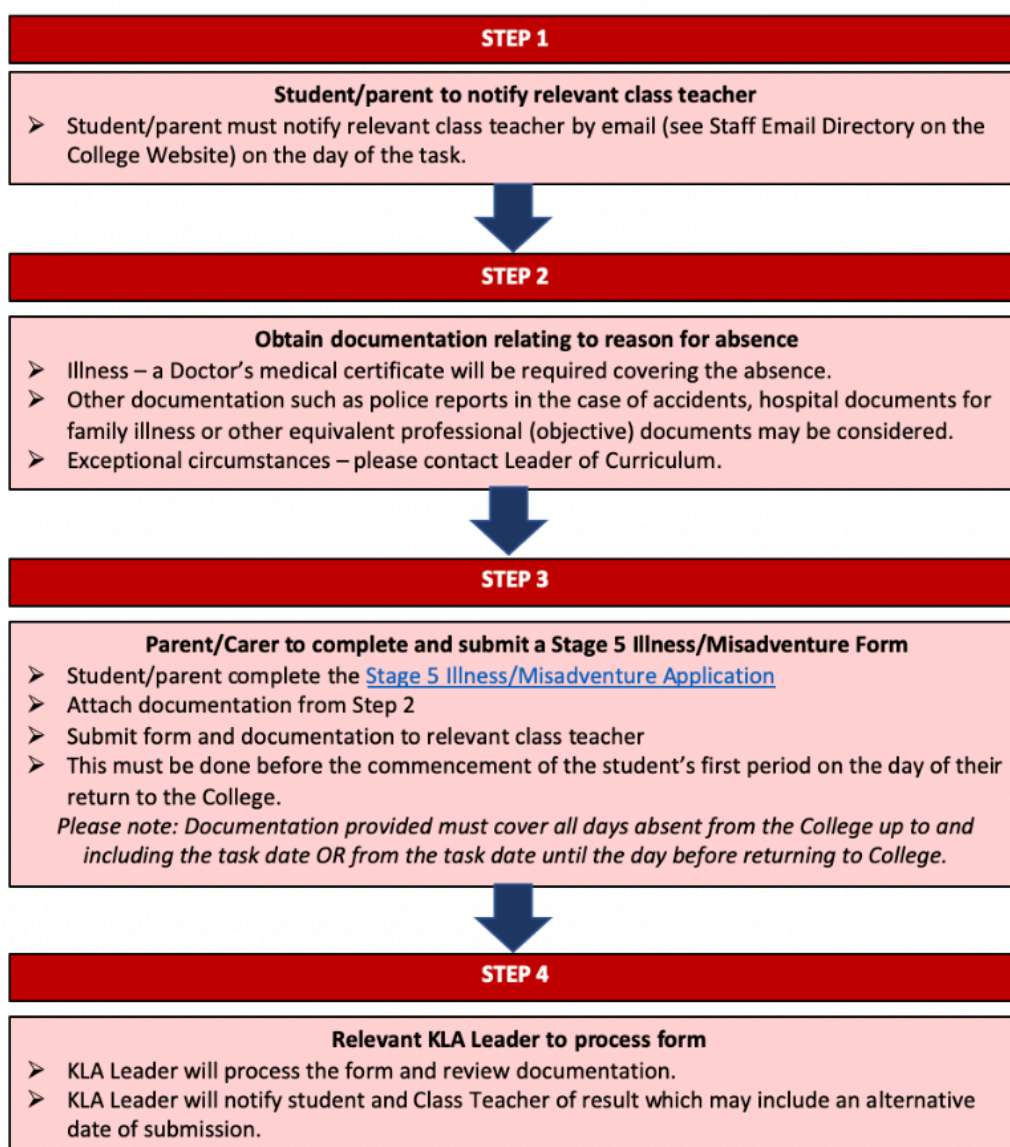 STEP 1
Student/parent to notify relevant class teacher
➤ Student/parent must notify relevant class teacher by email (see Staff Email Directory on the
College Website) on the day of the task.
STEP 2
Obtain documentation relating to reason for absence
➤ Illness – a Doctor's medical certificate will be required covering the absence.
➤ Other documentation such as police reports in the case of accidents, hospital documents for
family illness or other equivalent professional (objective) documents may be considered.
➤ Exceptional circumstances – please contact Leader of Curriculum.
STEP 3
Parent/Carer to complete and submit a Stage 5 Illness/Misadventure Form
➤ Student/parent complete the Stage 5 Illness/Misadventure Application
➤ Attach documentation from Step 2
➤ Submit form and documentation to relevant class teacher
➤ This must be done before the commencement of the student's first period on the day of their
return to the College.
Please note: Documentation provided must cover all days absent from the College up to and
including the task date OR from the task date until the day before returning to College.
STEP 4
Relevant KLA Leader to process form
➤ KLA Leader will process the form and review documentation.
➤ KLA Leader will notify student and Class Teacher of result which may include an alternative
date of submission.